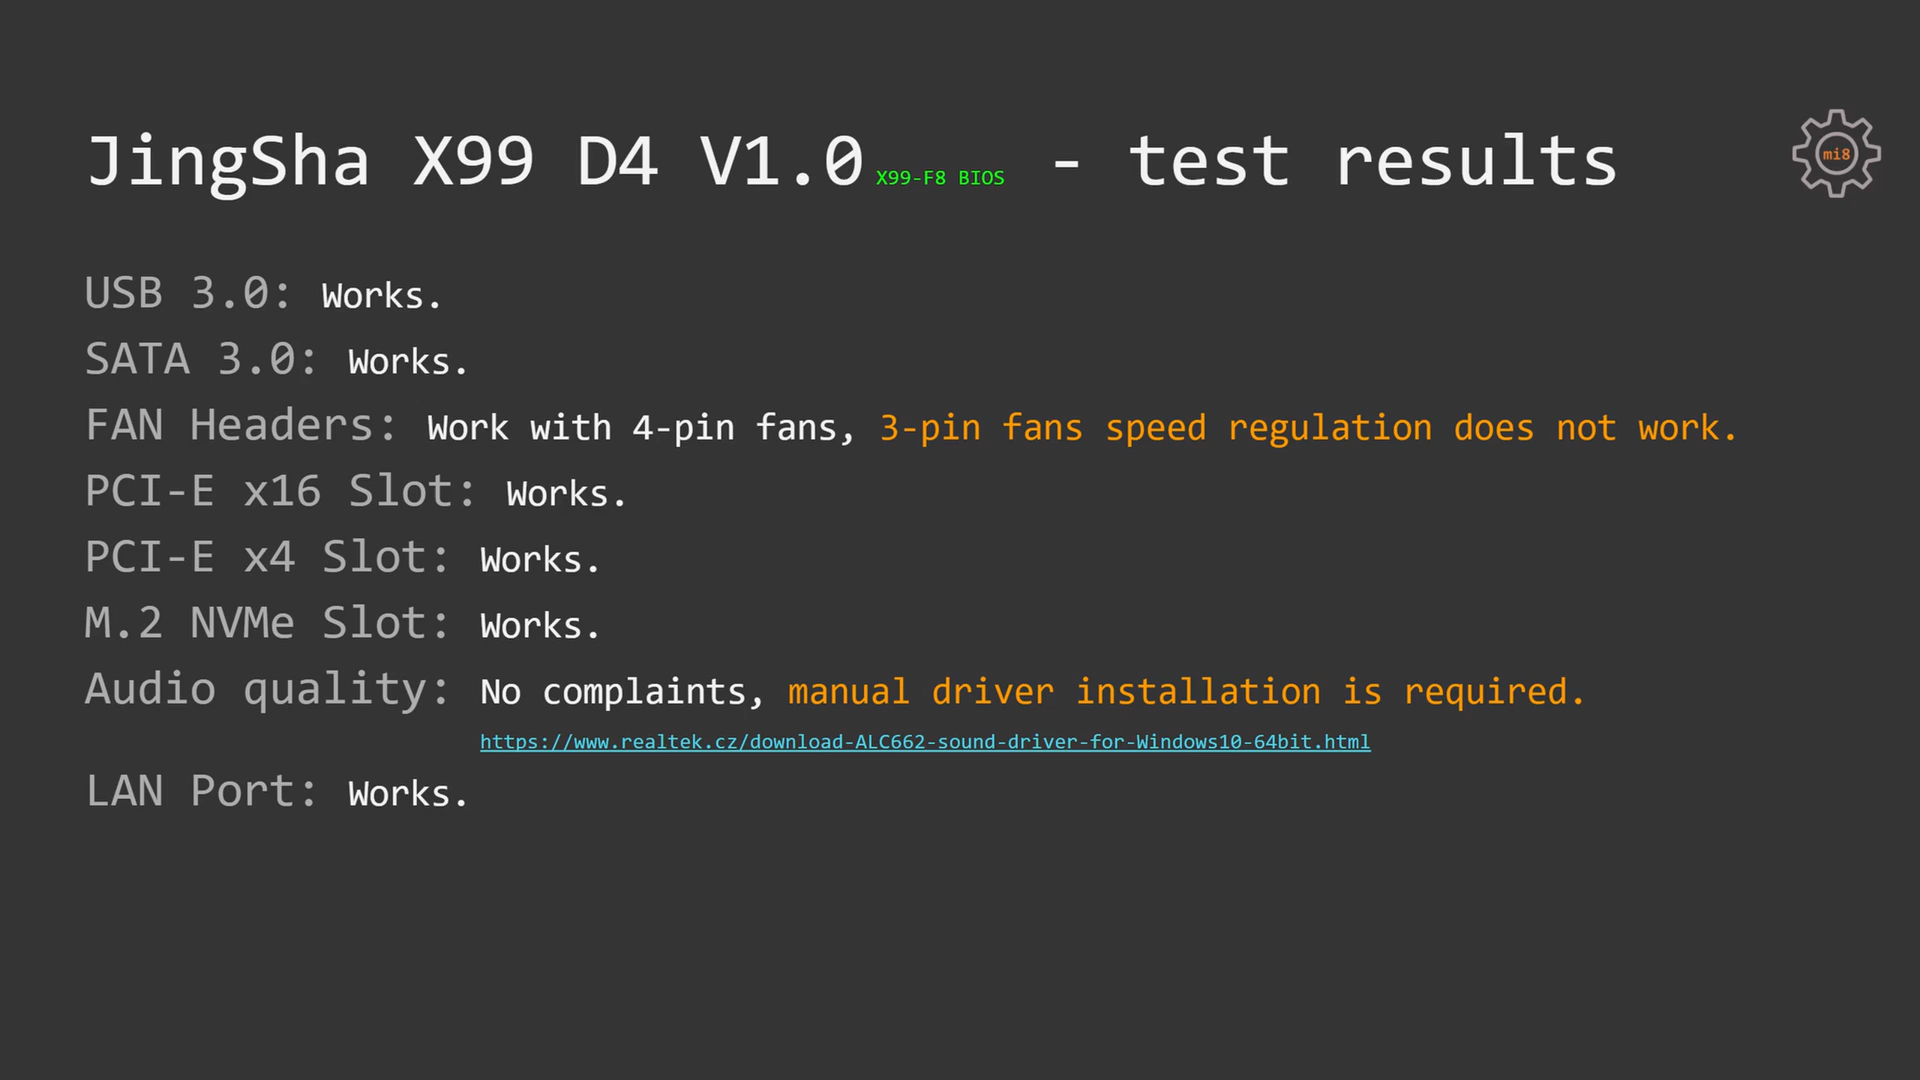 JingSha X99 D4 V1.0 X99-F8 BIOS - test results
mi8
USB 3.0: Works.
SATA 3.0: Works.
FAN Headers: Work with 4-pin fans, 3-pin fans speed regulation does not work.
PCI-E x16 Slot: Works.
PCI-E x4 Slot: Works.
M.2 NVMe Slot: Works.
Audio quality: No complaints, manual driver installation is required.
https://www.realtek.cz/download-ALC662-sound-driver-for-Windows10-64bit.html
LAN Port: Works.